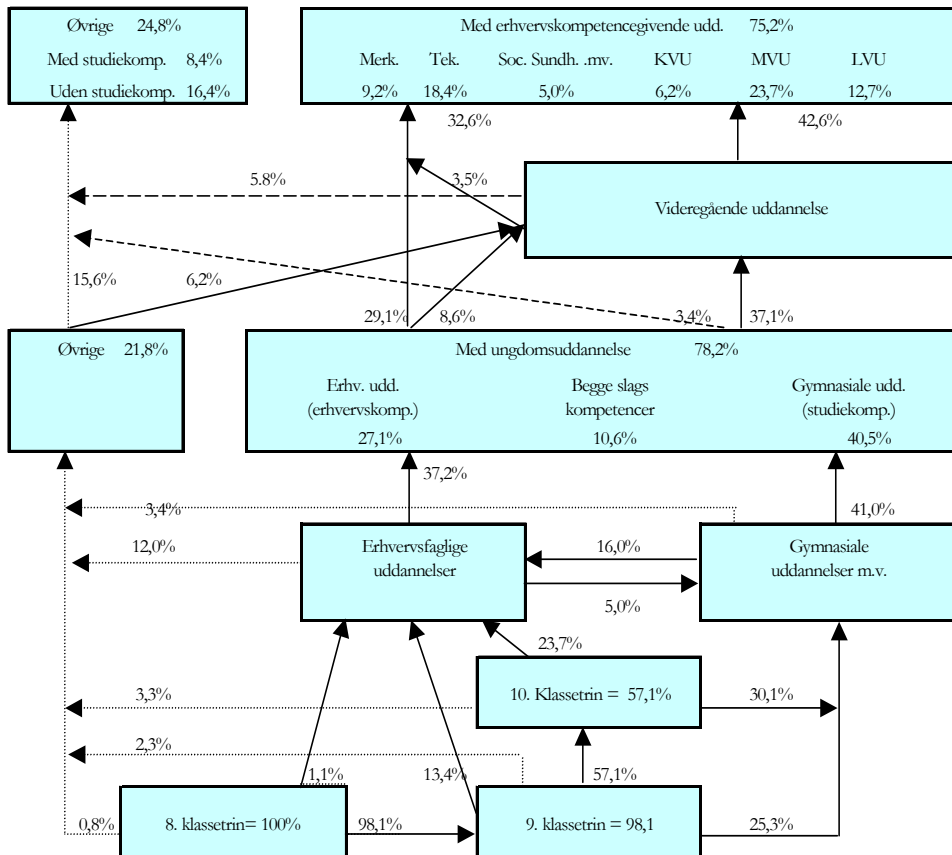 Øvrige 24,8%
Med studiekomp. 8,4%
Uden studiekomp. 16,4%
Med erhvervskompetencegivende udd. 75,2%
Merk. Tek. Soc. Sundh. .mv. KVU MVU LVU
9,2% 18,4% 5,0% 6,2% 23,7% 12,7%
32,6% 42,6%
5.8% 3,5%
Videregående uddannelse
15,6% 6,2%
29,1% 8,6% 3,4% 37,1%
Øvrige 21,8%
Med ungdomsuddannelse 78,2%
Erhv. udd. Begge slags Gymnasiale udd.
(erhvervskomp.) kompetencer (studiekomp.)
27,1% 10,6% 40,5%
37,2%
3,4% 41,0%
12,0%
Erhvervsfaglige
uddannelser
16,0%
5,0%
Gymnasiale
uddannelser m.v.
23,7%
3,3%
10. Klassetrin = 57,1%
30,1%
2,3%
1,1% 13,4% 57,1%
0,8%
8. klassetrin= 100%
98,1%
9. klassetrin = 98,1
25,3%